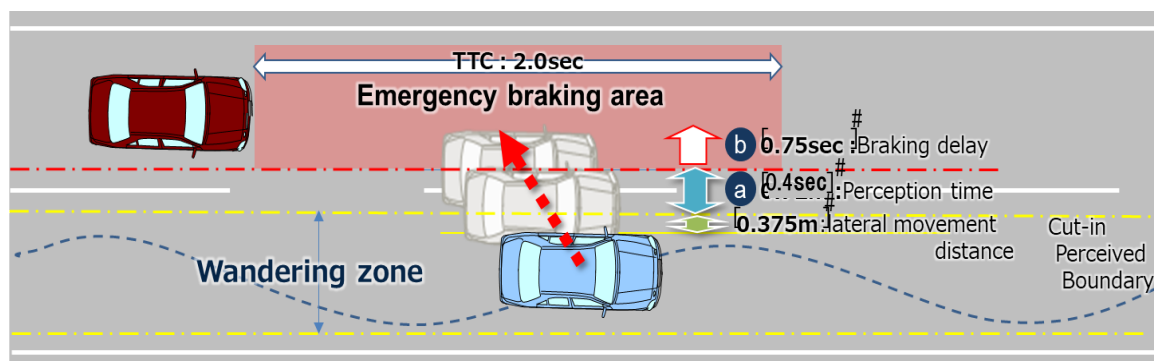 TTC : 2.0sec
Emergency braking area
#
b [0.75sec]: Braking delay
#
a [0.4sec]: Perception time
#
[0.375m]: lateral movement
distance
Cut-in
Perceived
Boundary
Wandering zone